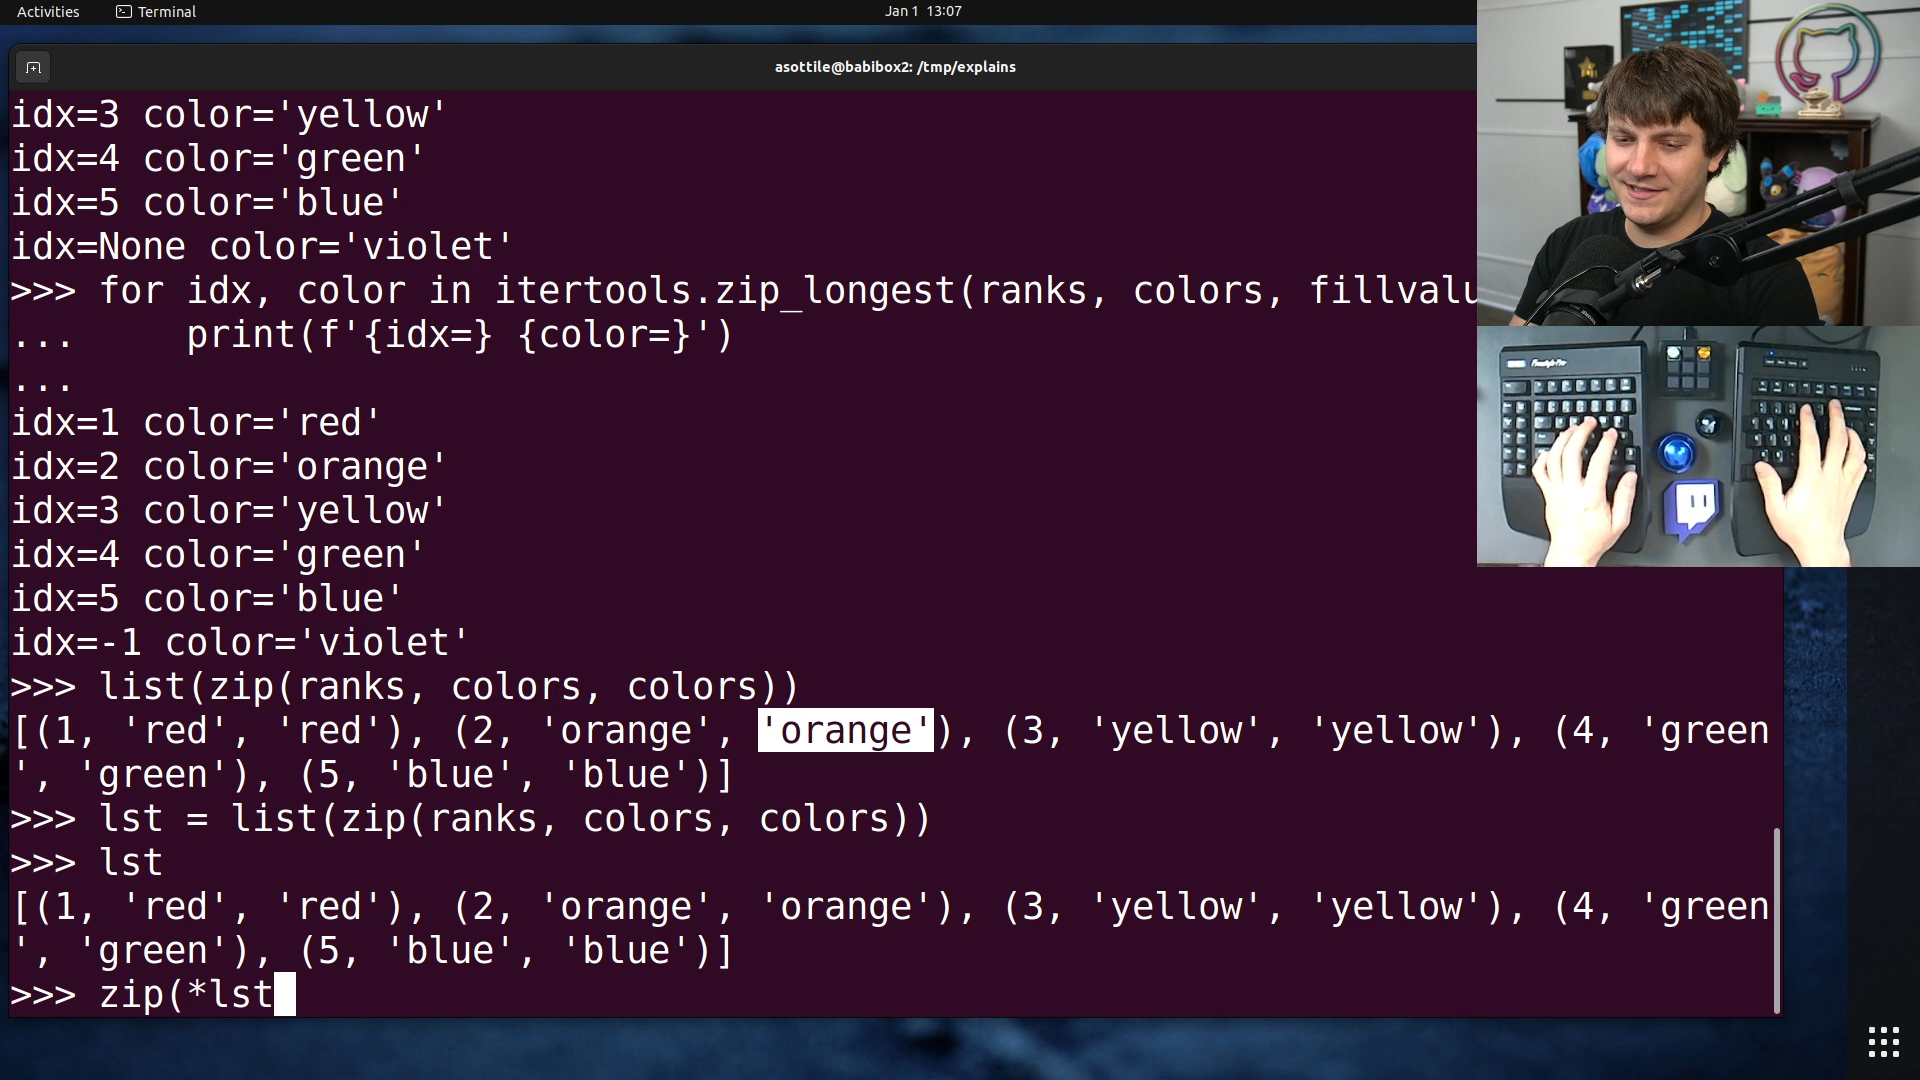 Activities
Terminal
Jan 1 13:07
asottile@babibox2: /tmp/explains
idx=3 color='yellow'
idx=4 color='green'
idx=5 color='blue'
idx=None color='violet'
>>> for idx, color in itertools.zip_longest(ranks, colors, fillvalu
...     print(f'{idx=} {color=}')
...
idx=1 color='red'
idx=2 color='orange'
idx=3 color='yellow'
idx=4 color='green'
idx=5 color='blue'
idx=-1 color='violet'
>>> list(zip(ranks, colors, colors))
[(1, 'red', 'red'), (2, 'orange', 'orange'), (3, 'yellow', 'yellow'), (4, 'green
', 'green'), (5, 'blue', 'blue')]
>>> lst = list(zip(ranks, colors, colors))
>>> lst
[(1, 'red', 'red'), (2, 'orange', 'orange'), (3, 'yellow', 'yellow'), (4, 'green
', 'green'), (5, 'blue', 'blue')]
>>> zip(*lst